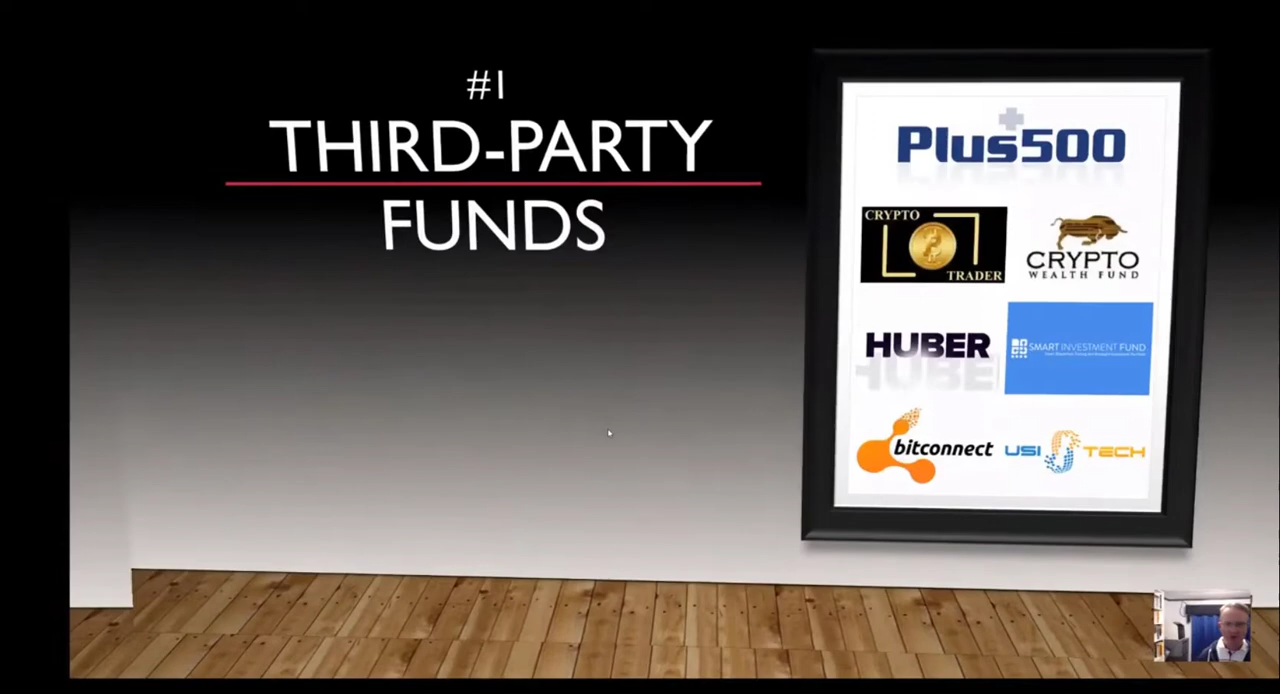 #1
THIRD-PARTY
FUNDS
Plus500
CRYPTO
TRADER
CRYPTO
WEALTH FUND
HUBER
SMART INVESTMENT FUND
bitconnect
USI TECH